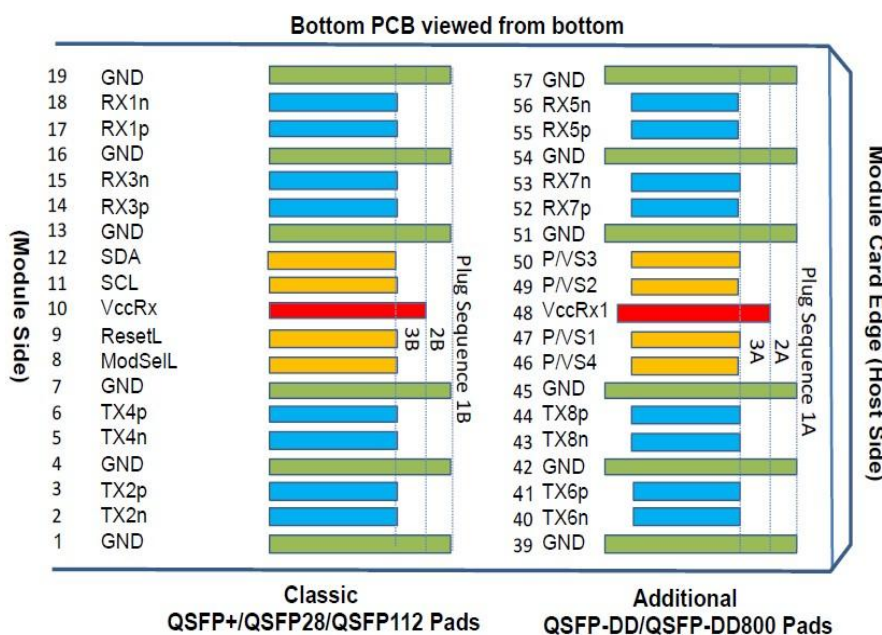 Bottom PCB viewed from bottom
19 GND
18 RX1n
17 RX1p
16 GND
15 RX3n
14 RX3p
13 GND
12 SDA
11 SCL
10 VccRx
9 ResetL
8 ModSelL
7 GND
6 TX4p
5 TX4n
4 GND
3 TX2p
2 TX2n
1 GND
(Module Side)
3B
2B
Plug Sequence 1B
57 GND
56 RX5n
55 RX5p
54 GND
53 RX7n
52 RX7p
51 GND
50 P/VS3
49 P/VS2
48 VccRx1
47 P/VS1
46 P/VS4
45 GND
44 TX8p
43 TX8n
42 GND
41 TX6p
40 TX6n
39 GND
3A
2A
Plug Sequence 1A
Module Card Edge (Host Side)
Classic
QSFP+/QSFP28/QSFP112 Pads
Additional
QSFP-DD/QSFP-DD800 Pads